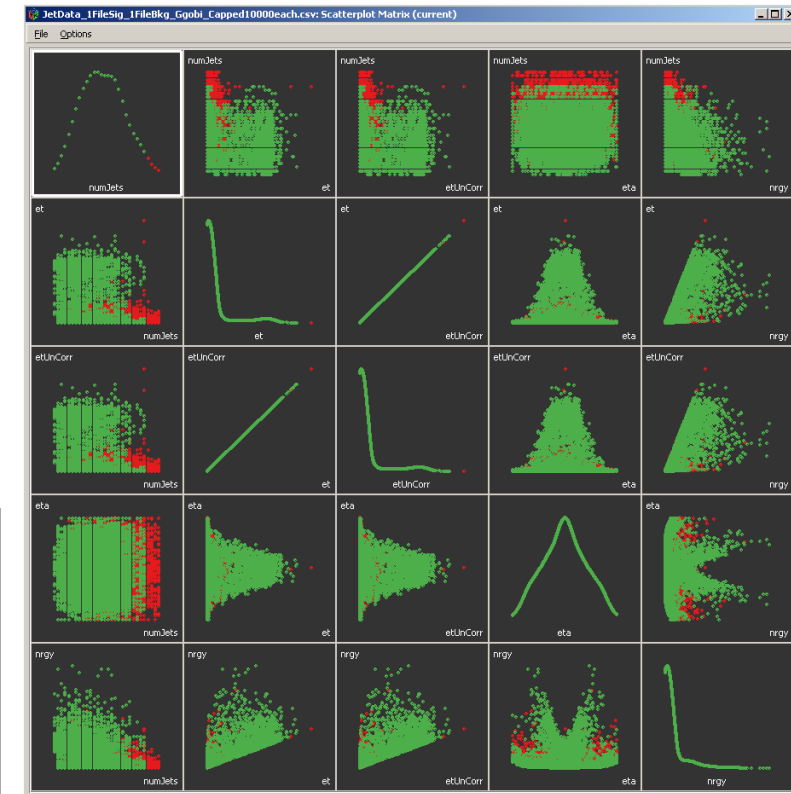 JetData_1FileSig_1FileBkg_Ggobi_Capped10000each.csv: Scatterplot Matrix (current)
File Options
numJets
numJets
et
numJets
etUnCorr
numJets
eta
numJets
nrgy
et
numJets
et
et
etUnCorr
et
eta
et
nrgy
etUnCorr
numJets
etUnCorr
et
etUnCorr
etUnCorr
eta
etUnCorr
nrgy
eta
numJets
eta
et
eta
etUnCorr
eta
eta
nrgy
nrgy
numJets
nrgy
et
nrgy
etUnCorr
nrgy
eta
nrgy